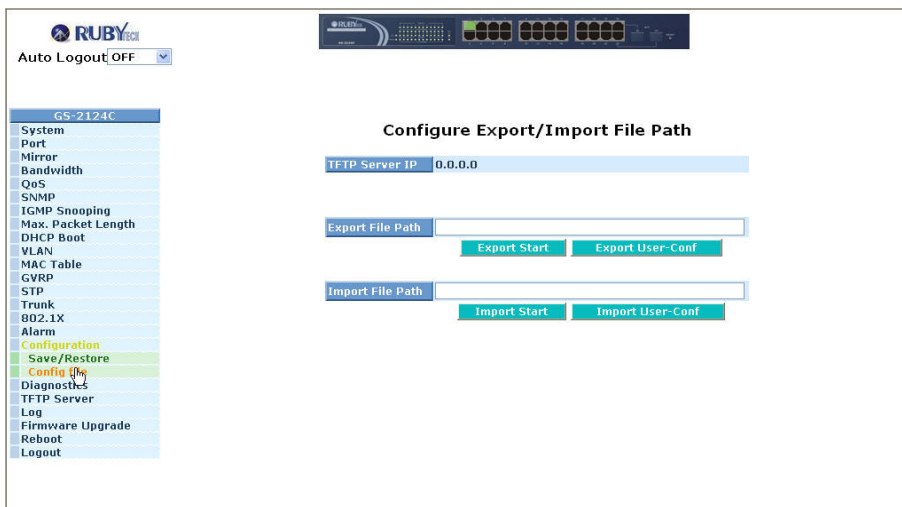 RUBYTECH
Auto Logout OFF
GS-2124C
System
Port
Mirror
Bandwidth
QoS
SNMP
IGMP Snooping
Max. Packet Length
DHCP Boot
VLAN
MAC Table
GVRP
STP
Trunk
802.1X
Alarm
Configuration
Save/Restore
Config
Diagnostics
TFTP Server
Log
Firmware Upgrade
Reboot
Logout
Configure Export/Import File Path
TFTP Server IP 0.0.0.0
Export File Path
Export Start Export User-Conf
Import File Path
Import Start Import User-Conf